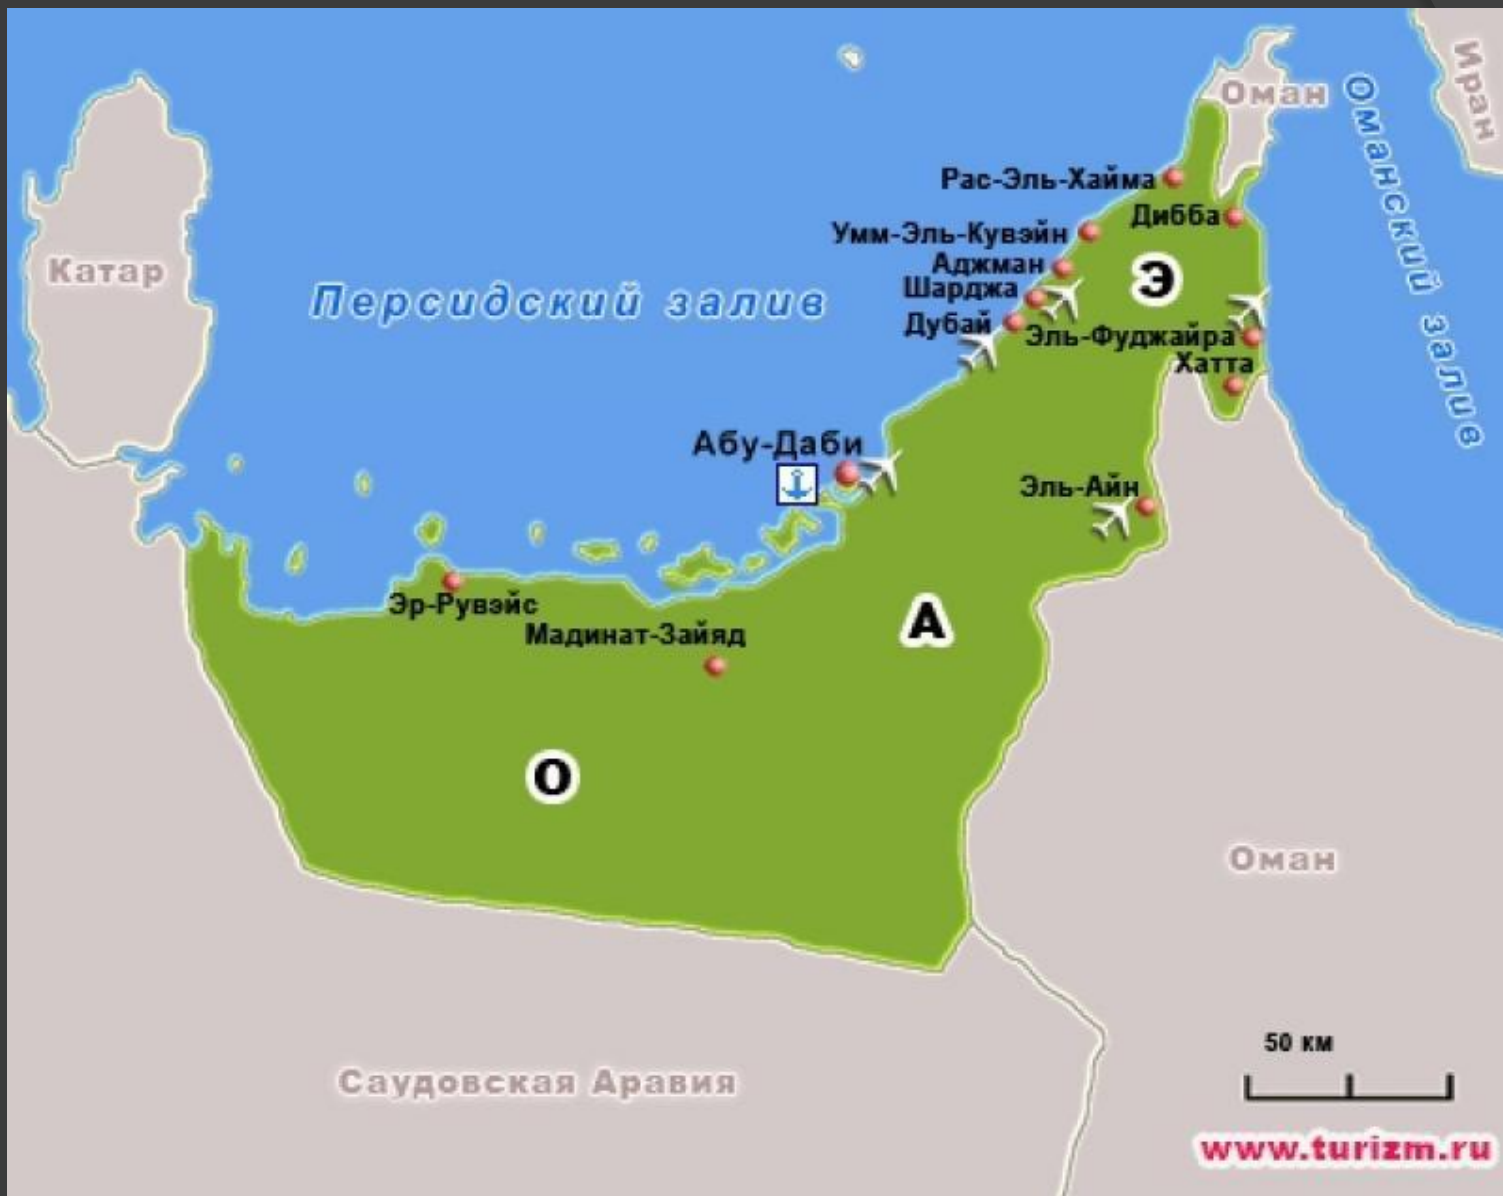 Иран
Оман
Оманский залив
Рас-Эль-Хайма
Дибба
Умм-Эль-Кувэйн
Аджман
Катар
Э
Шарджа
Персидский залив
Дубай
Эль-Фуджайра
Хатта
Абу-Даби
Эль-Айн
Эр-Рувэйс
А
Мадинат-Зайяд
О
Оман
50 км
Саудовская Аравия
www.turizm.ru